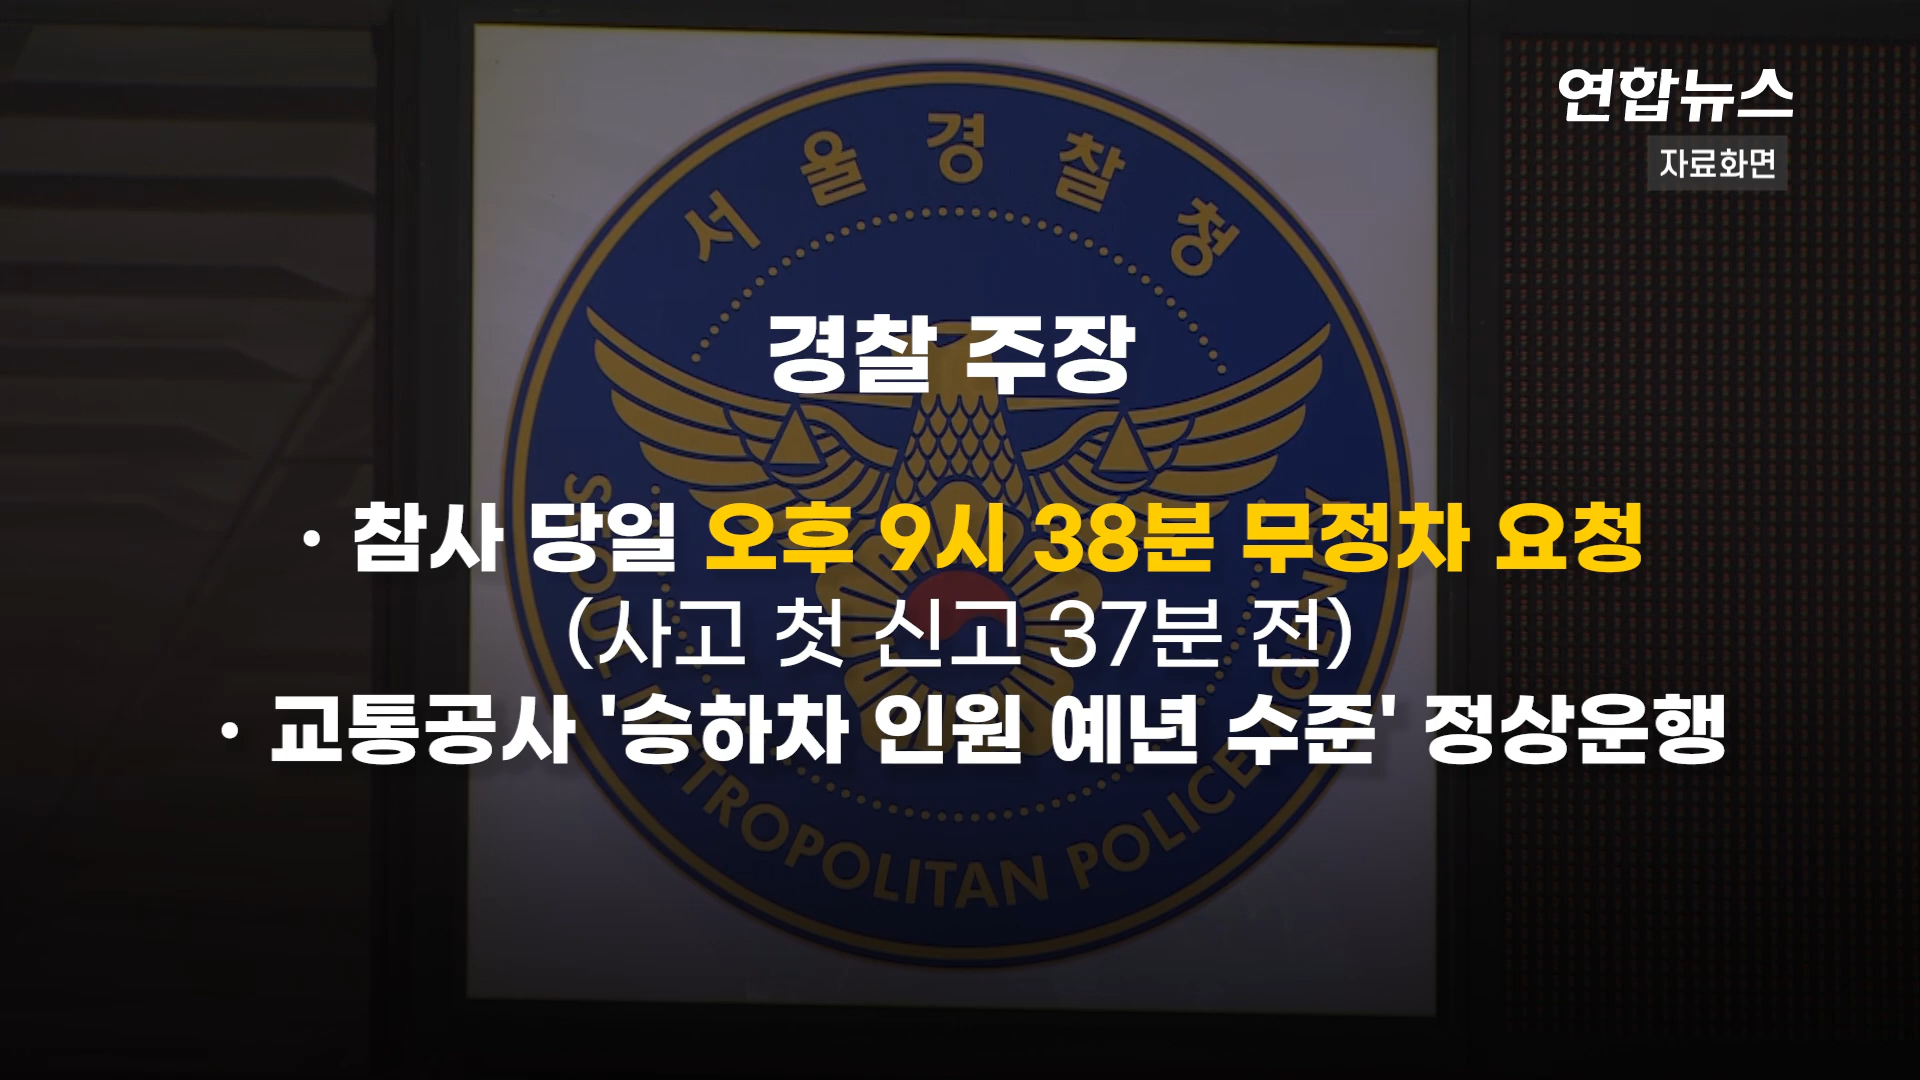 연합뉴스
자료화면
서울경찰청
경찰 주장
· 참사 당일 오후 9시 38분 무정차 요청
(사고 첫 신고 37분 전)
· 교통공사 '승하차 인원 예년 수준' 정상운행
SEOUL METROPOLITAN POLICE AGENCY